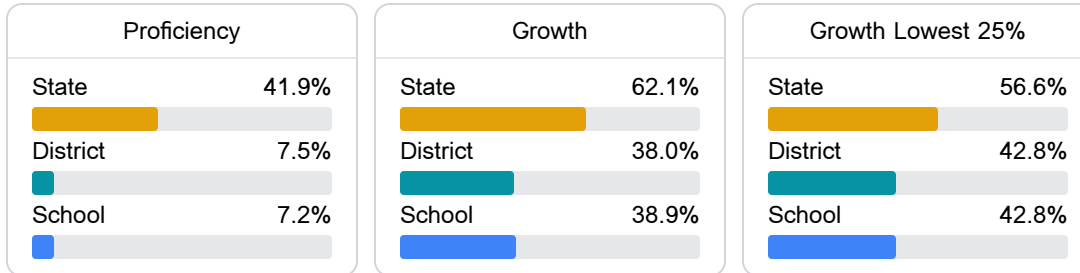 Proficiency
State 41.9%
District 7.5%
School 7.2%
Growth
State 62.1%
District 38.0%
School 38.9%
Growth Lowest 25%
State 56.6%
District 42.8%
School 42.8%